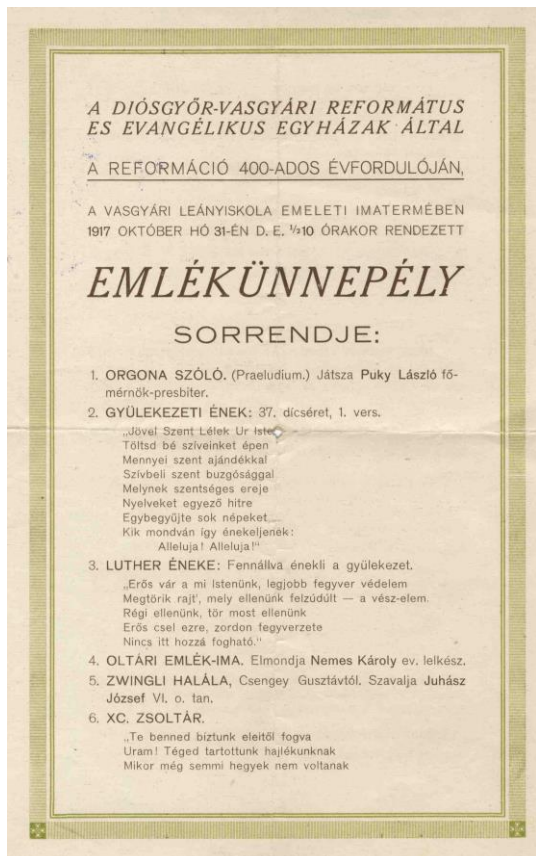 A DIÓSGYŐR-VASGYÁRI REFORMÁTUS
ES EVANGÉLIKUS EGYHÁZAK ÁLTAL
A REFORMÁCIÓ 400-ADOS ÉVFORDULÓJÁN,
A VASGYÁRI LEÁNYISKOLA EMELETI IMATERMÉBEN
1917 OKTÓBER HÓ 31-ÉN D. E. ½10 ÓRAKOR RENDEZETT
EMLÉKÜNNEPÉLY
SORRENDJE:
1. ORGONA SZÓLÓ. (Praeludium.) Játsza Puky László fő-
mérnök-presbiter.
2. GYÜLEKEZETI ÉNEK: 37. dícséret, 1. vers.
„Jövel Szent Lélek Ur Isten
Töltsd bé szíveinket épen
Mennyei szent ajándékkal
Szívbeli szent buzgósággal
Melynek szentséges ereje
Nyelveket egyező hitre
Egybegyűjte sok népeket
Kik mondván így énekeljenek:
Alleluja! Alleluja!"
3. LUTHER ÉNEKE: Fennállva énekli a gyülekezet.
„Erős vár a mi Istenünk, legjobb fegyver védelem
Megtörik rajt', mely ellenünk felzúdúlt — a vész-elem.
Régi ellenünk, tör most ellenünk
Erős csel ezre, zordon fegyverzete
Nincs itt hozzá fogható."
4. OLTÁRI EMLÉK-IMA. Elmondja Nemes Károly ev. lelkész.
5. ZWINGLI HALÁLA, Csengey Gusztávtól. Szavalja Juhász
József VI. o. tan.
6. XC. ZSOLTÁR.
„Te benned bíztunk eleitől fogva
Uram! Téged tartottunk hajlékunknak
Mikor még semmi hegyek nem voltanak